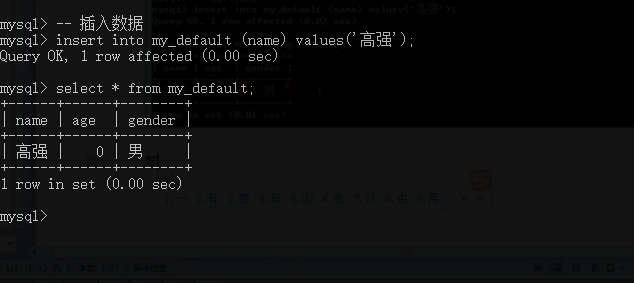 mysql> -- 插入数据
mysql> insert into my_default (name) values('高强');
Query OK, 1 row affected (0.00 sec)
mysql> select * from my_default;
+------+------+--------+
| name | age  | gender |
+------+------+--------+
| 高强 |    0 | 男     |
+------+------+--------+
1 row in set (0.00 sec)
mysql>